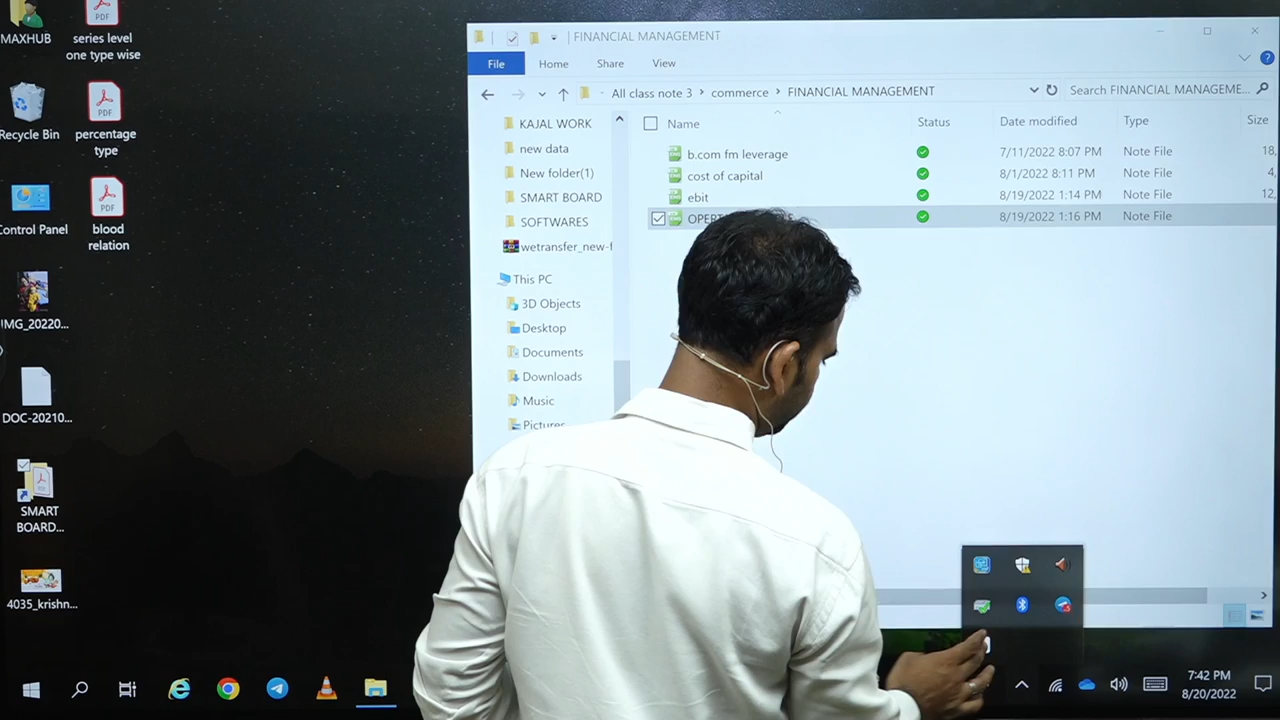 MAXHUB
series level
one type wise
Recycle Bin
percentage
type
Control Panel
blood
relation
IMG_20220...
DOC-20210...
SMART
BOARD...
4035_krishn...
FINANCIAL MANAGEMENT
File Home Share View
All class note 3 commerce FINANCIAL MANAGEMENT
Search FINANCIAL MANAGEME...
KAJAL WORK
new data
New folder(1)
SMART BOARD
SOFTWARES
wetransfer_new-f
This PC
3D Objects
Desktop
Documents
Downloads
Music
Pictures
Name Status Date modified Type Size
b.com fm leverage 7/11/2022 8:07 PM Note File 18,
cost of capital 8/1/2022 8:11 PM Note File 4,
ebit 8/19/2022 1:14 PM Note File 12,
8/19/2022 1:16 PM Note File
7:42 PM
8/20/2022